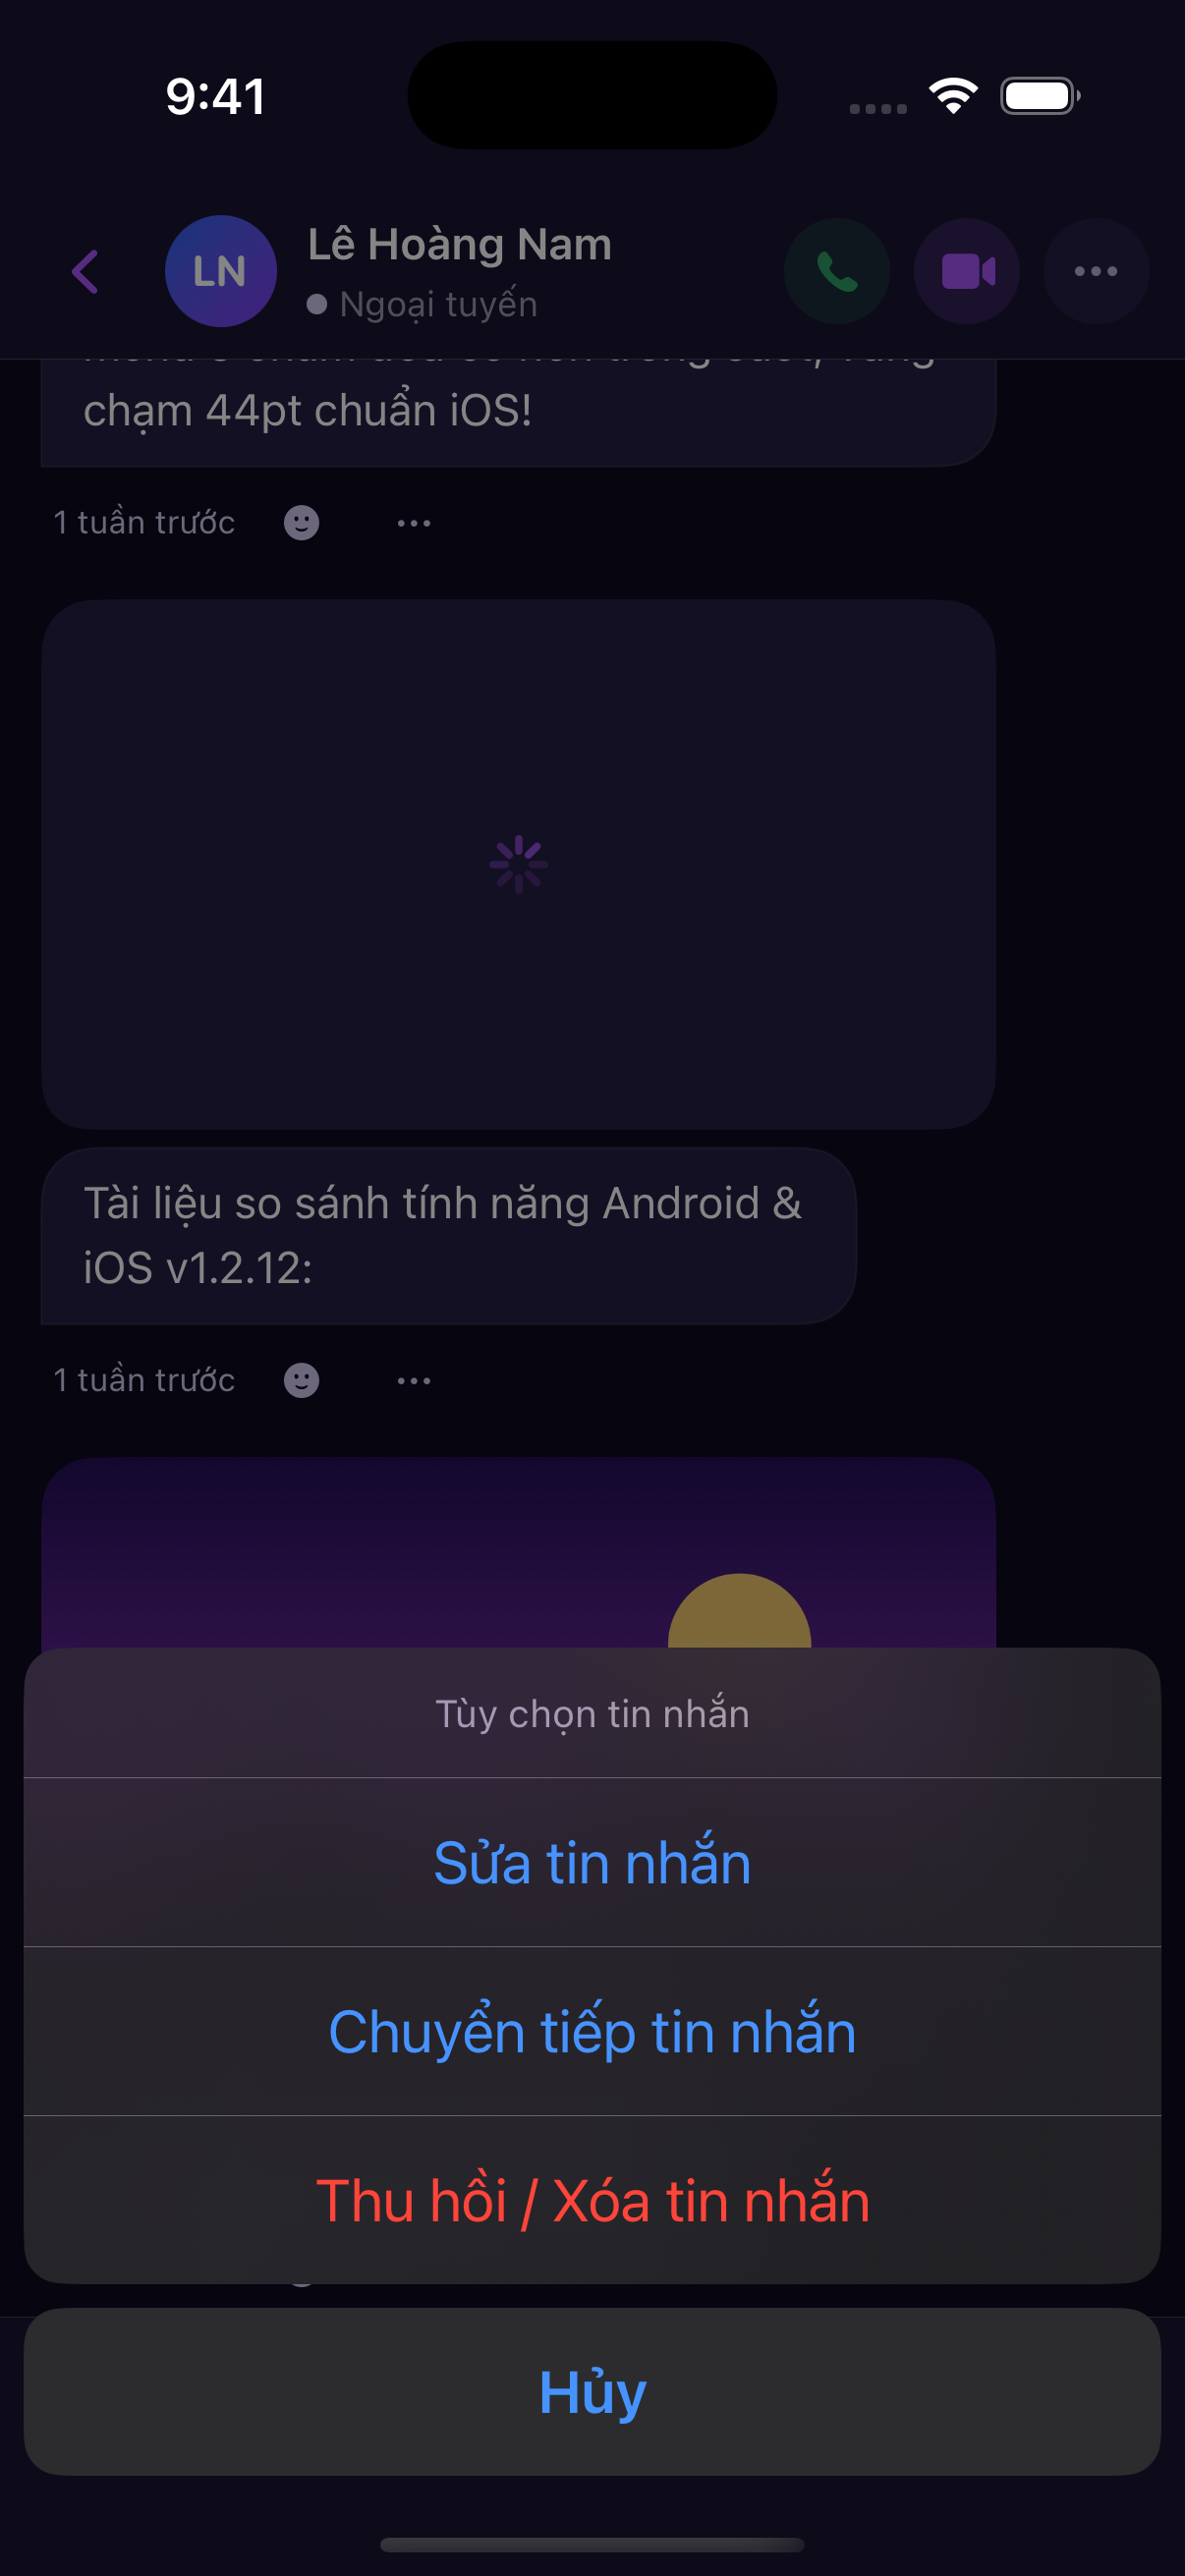 9:41
LN
Lê Hoàng Nam
Ngoại tuyến
chạm 44pt chuẩn iOS!
1 tuần trước
Tài liệu so sánh tính năng Android &
iOS v1.2.12:
1 tuần trước
Tùy chọn tin nhắn
Sửa tin nhắn
Chuyển tiếp tin nhắn
Thu hồi / Xóa tin nhắn
Hủy